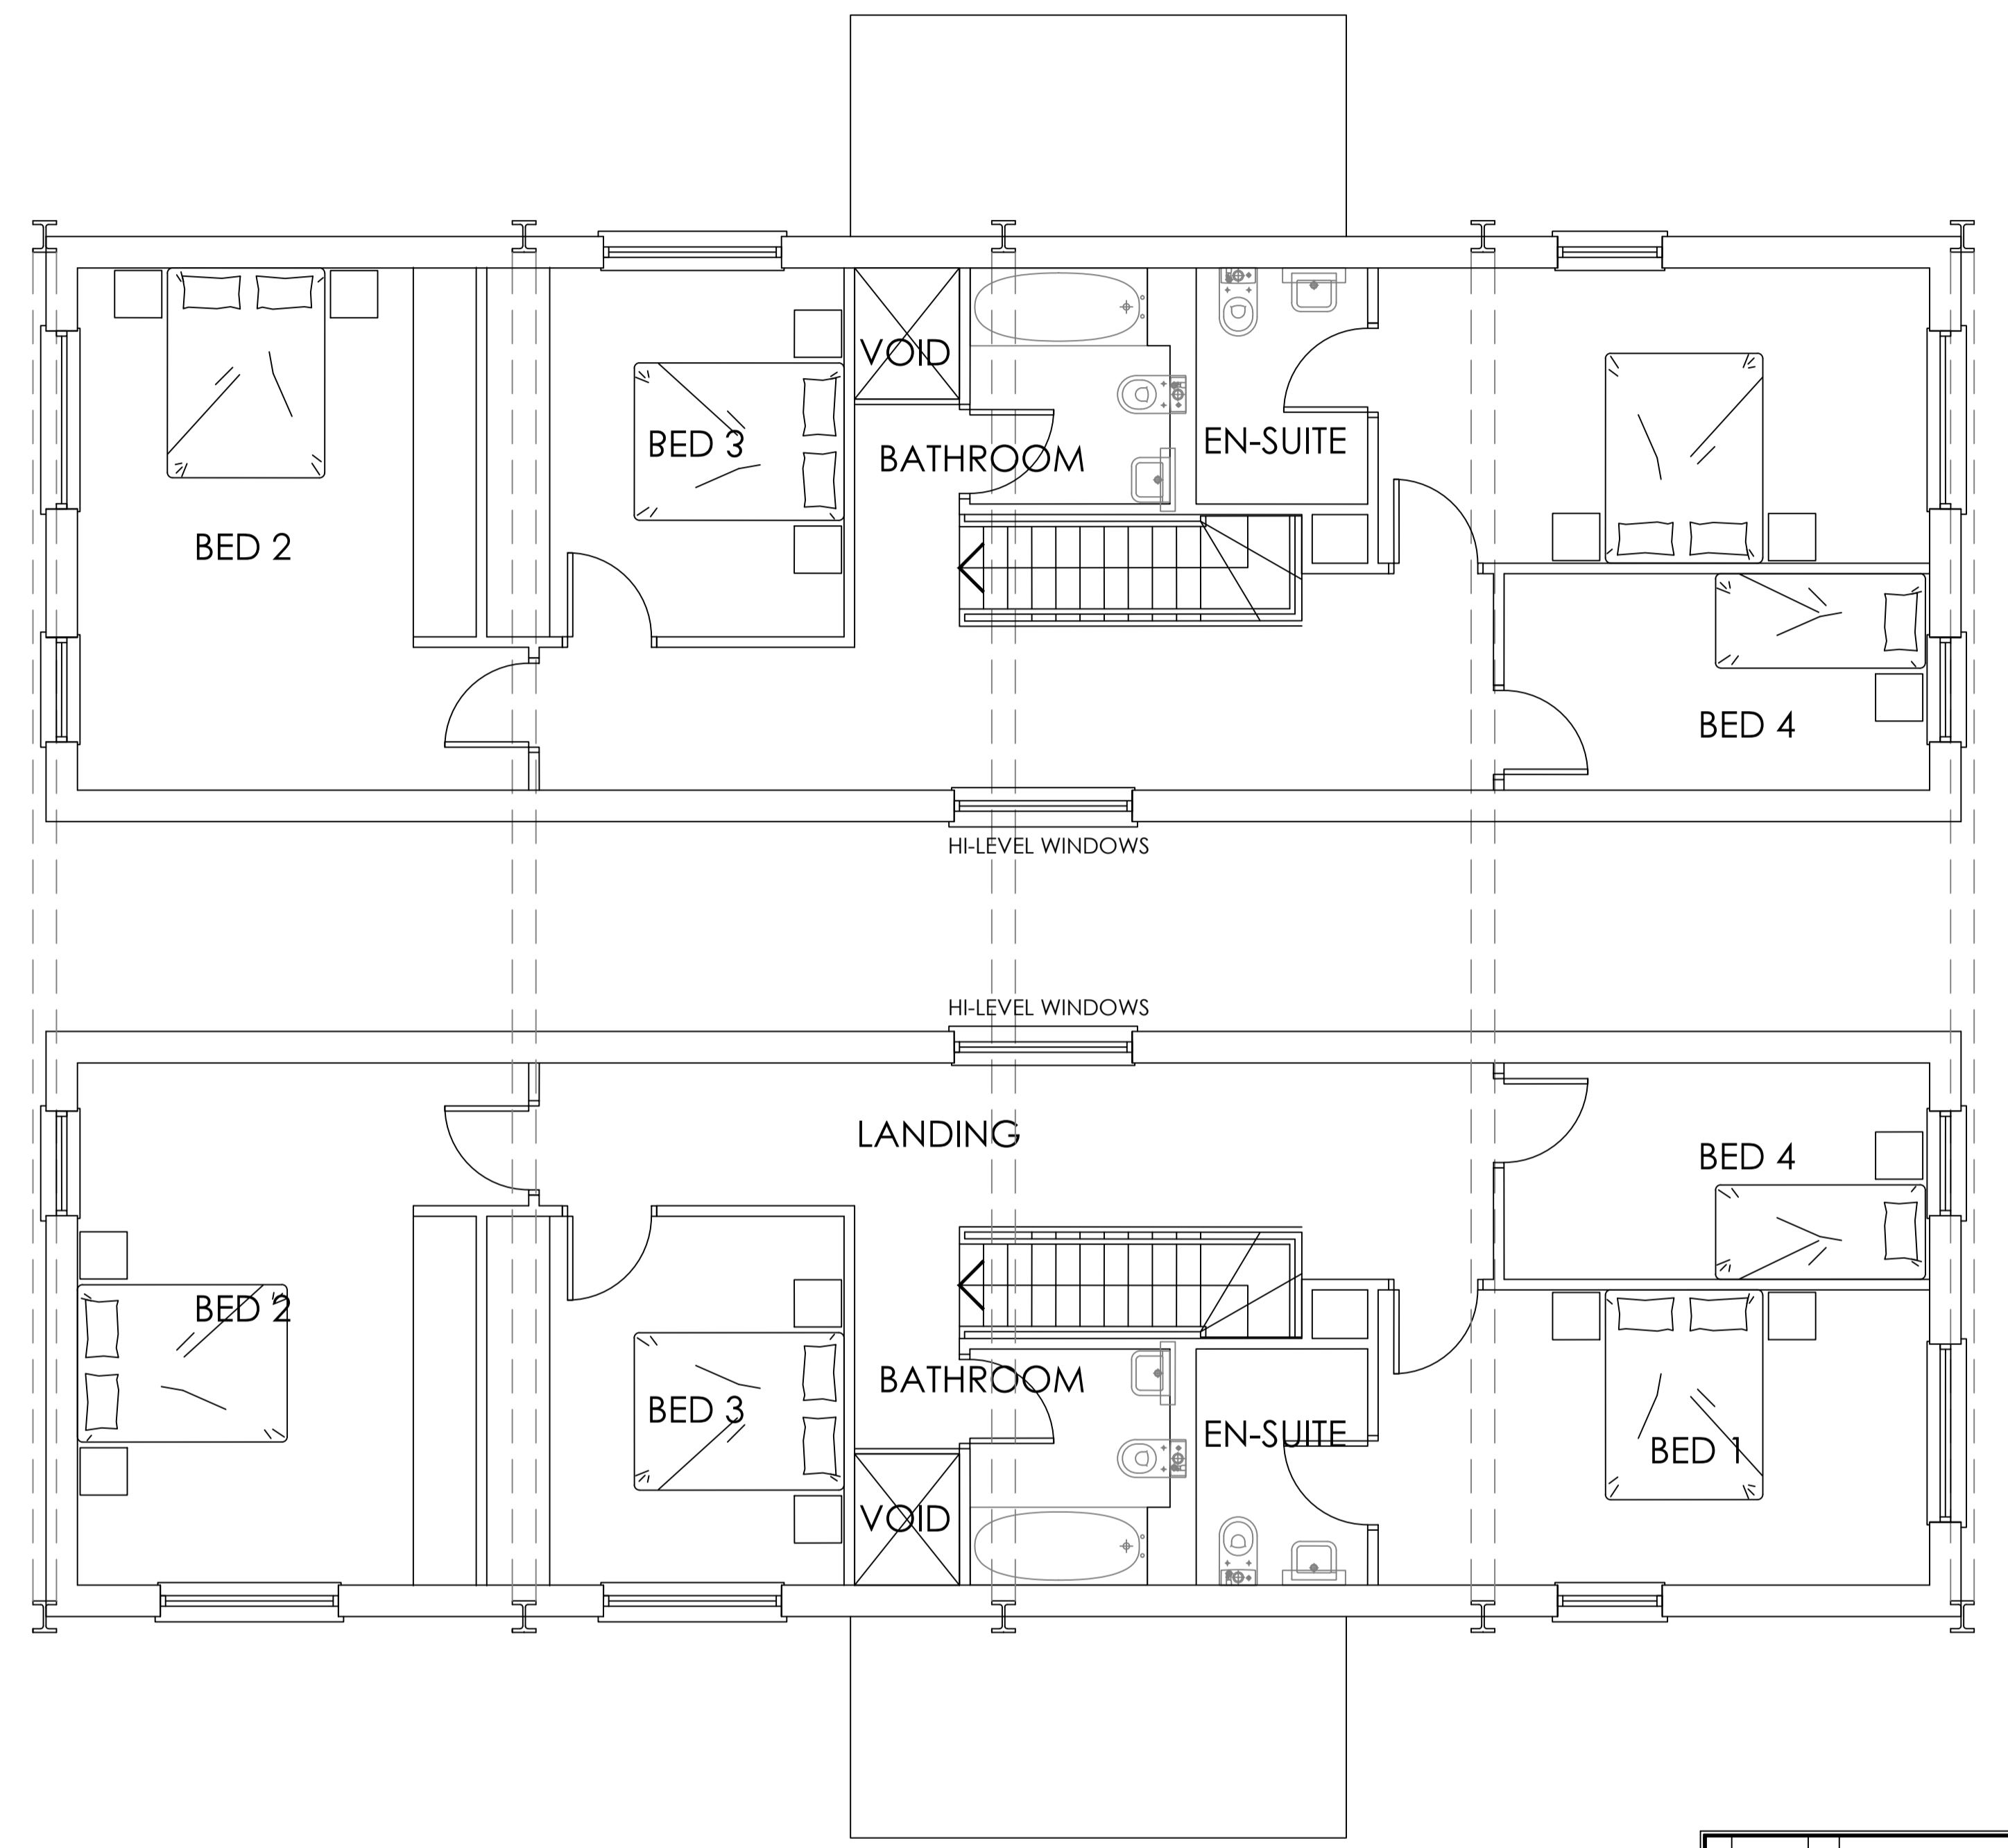 VOID
BED 3
BATHROOM
EN-SUITE
BED 2
BED 4
HI-LEVEL WINDOWS
HI-LEVEL WINDOWS
LANDING
BED 4
BED 2
BATHROOM
BED 3
EN-SUITE
BED 1
VOID